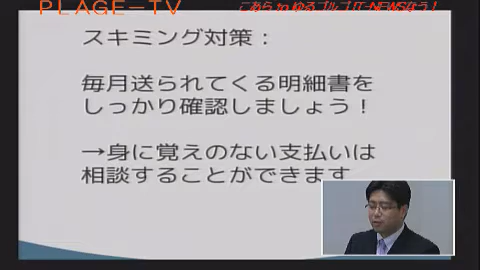 PLAGE-TV
スキミング対策：
毎月送られてくる明細書を
しっかり確認しましょう！
→身に覚えのない支払いは
相談することができます